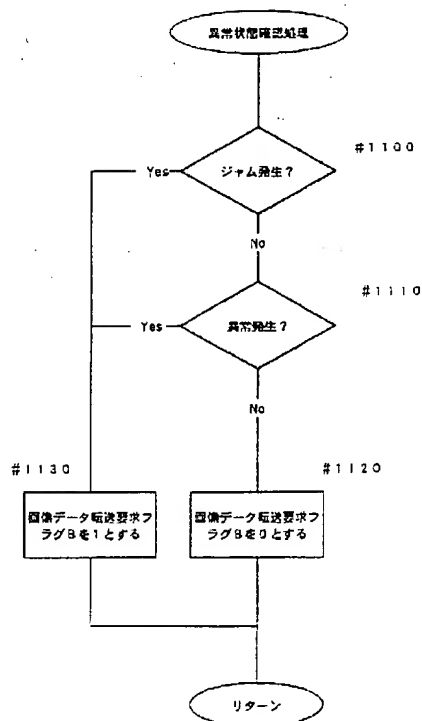 異常状態確認処理
ジャム発生?
#1100
Yes
No
#1110
異常発生?
Yes
No
#1130
#1120
画像データ転送要求フ
ラグBを1とする
画像データ転送要求フ
ラグBを0とする
リターン